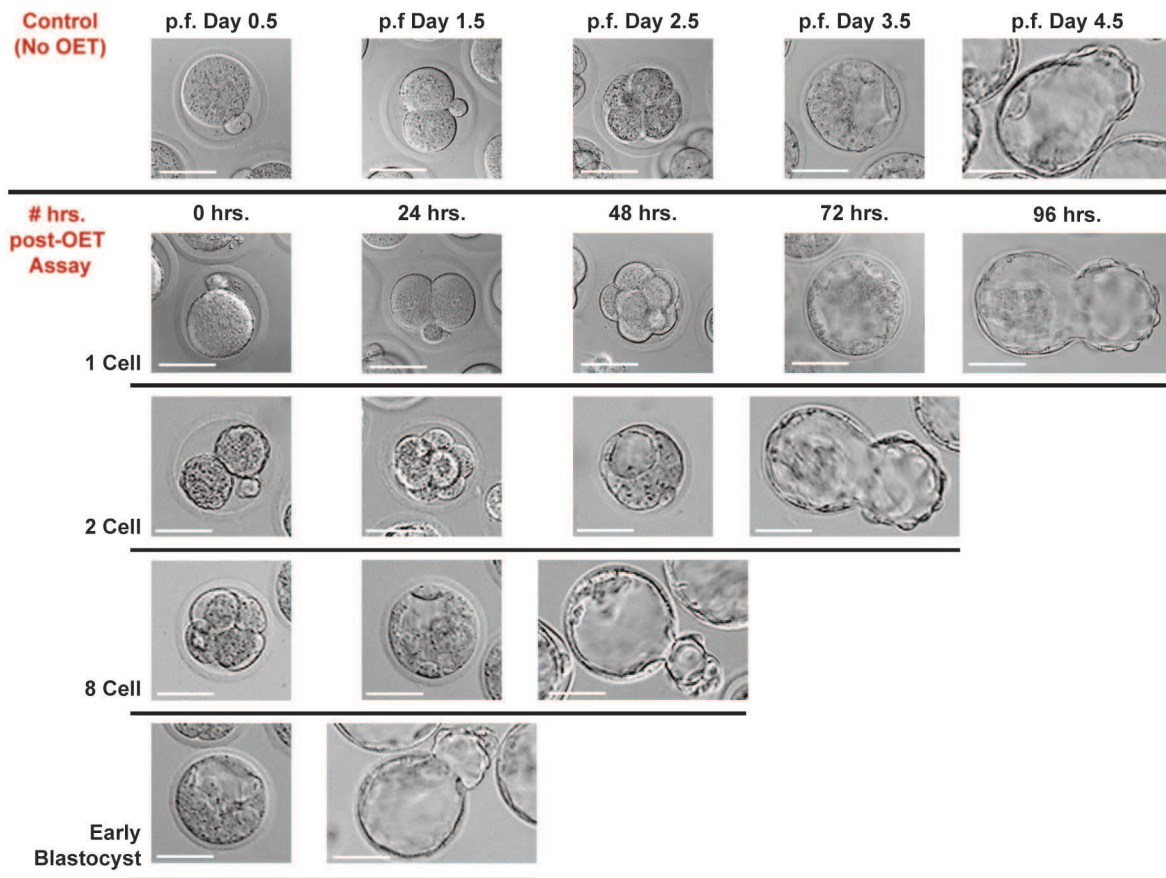 Control
(No OET)
p.f. Day 0.5
p.f. Day 1.5
p.f. Day 2.5
p.f. Day 3.5
p.f. Day 4.5
# hrs.
post-OET
Assay
0 hrs.
24 hrs.
48 hrs.
72 hrs.
96 hrs.
1 Cell
2 Cell
8 Cell
Early
Blastocyst